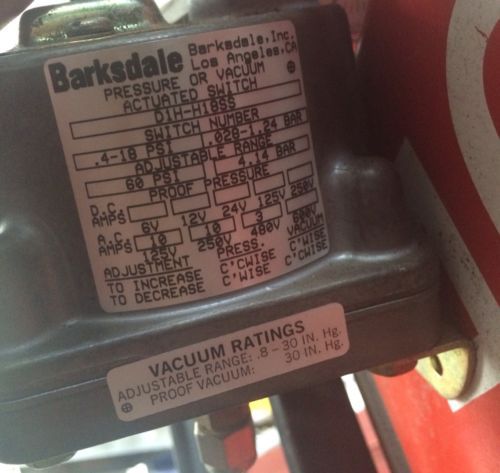 Barksdale Barksdale, Inc.
Los Angeles, CA
PRESSURE OR VACUUM
ACTUATED SWITCH
D1H-H18SS
SWITCH NUMBER
.4-18 PSI .028-1.24 BAR
ADJUSTABLE RANGE
60 PSI 4.14 BAR
PROOF PRESSURE
D.C.
AMPS
6V 12V 24V 125V 250V
A.C.
AMPS 10 10 3
125V 250V 480V 600V
ADJUSTMENT PRESS. VACUUM
TO INCREASE C'CWISE C'WISE
TO DECREASE C'WISE C'CWISE
VACUUM RATINGS
ADJUSTABLE RANGE: .8 - 30 IN. Hg.
PROOF VACUUM: 30 IN. Hg.